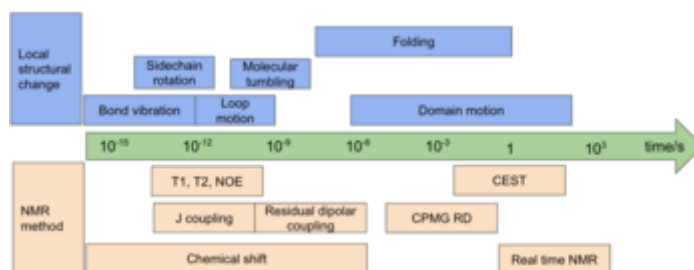 Folding
Local
structural
change
Sidechain
rotation
Molecular
tumbling
Bond vibration
Loop
motion
Domain motion
10⁻¹⁵ 10⁻¹² 10⁻⁹ 10⁻⁶ 10⁻³ 1 10³ time/s
T1, T2, NOE
CEST
NMR
method
J coupling
Residual dipolar
coupling
CPMG RD
Chemical shift
Real time NMR